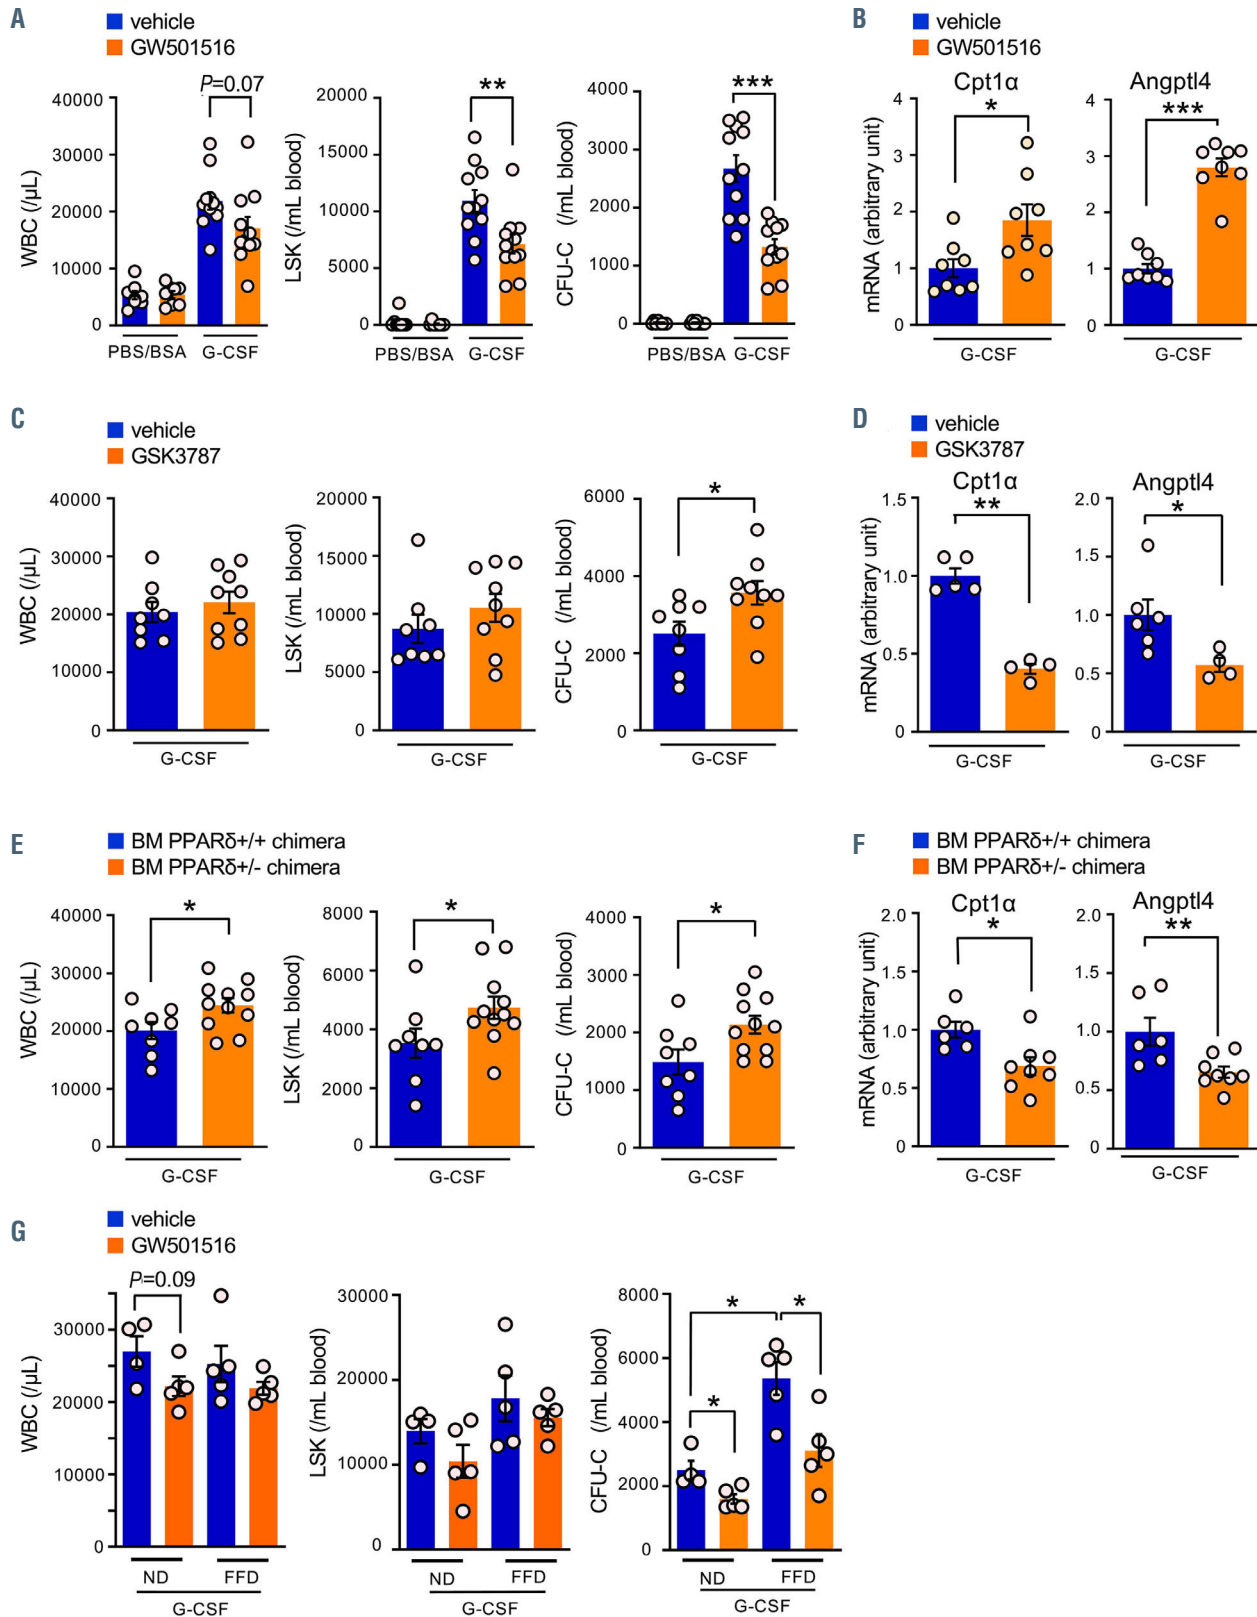 A
vehicle
GW501516
P=0.07
WBC (/µL)
40000
30000
20000
10000
0
PBS/BSA
G-CSF
**
LSK (/mL blood)
20000
15000
10000
5000
0
PBS/BSA
G-CSF
***
CFU-C (/mL blood)
4000
3000
2000
1000
0
PBS/BSA
G-CSF
B
vehicle
GW501516
Cpt1α
*
mRNA (arbitrary unit)
4
3
2
1
0
G-CSF
Angptl4
***
4
3
2
1
0
G-CSF
C
vehicle
GSK3787
WBC (/µL)
40000
30000
20000
10000
0
G-CSF
LSK (/mL blood)
20000
15000
10000
5000
0
G-CSF
*
CFU-C (/mL blood)
6000
4000
2000
0
G-CSF
D
vehicle
GSK3787
Cpt1α
**
mRNA (arbitrary unit)
1.5
1.0
0.5
0
G-CSF
Angptl4
*
2.0
1.5
1.0
0.5
0
G-CSF
E
BM PPARδ+/+ chimera
BM PPARδ+/- chimera
*
WBC (/µL)
40000
30000
20000
10000
0
G-CSF
*
LSK (/mL blood)
8000
6000
4000
2000
0
G-CSF
*
CFU-C (/mL blood)
4000
3000
2000
1000
0
G-CSF
F
BM PPARδ+/+ chimera
BM PPARδ+/- chimera
Cpt1α
*
mRNA (arbitrary unit)
2.0
1.5
1.0
0.5
0
G-CSF
Angptl4
**
2.0
1.5
1.0
0.5
0
G-CSF
G
vehicle
GW501516
P=0.09
WBC (/µL)
30000
20000
10000
0
ND
FFD
G-CSF
LSK (/mL blood)
30000
20000
10000
0
ND
FFD
G-CSF
*
*
*
CFU-C (/mL blood)
8000
6000
4000
2000
0
ND
FFD
G-CSF